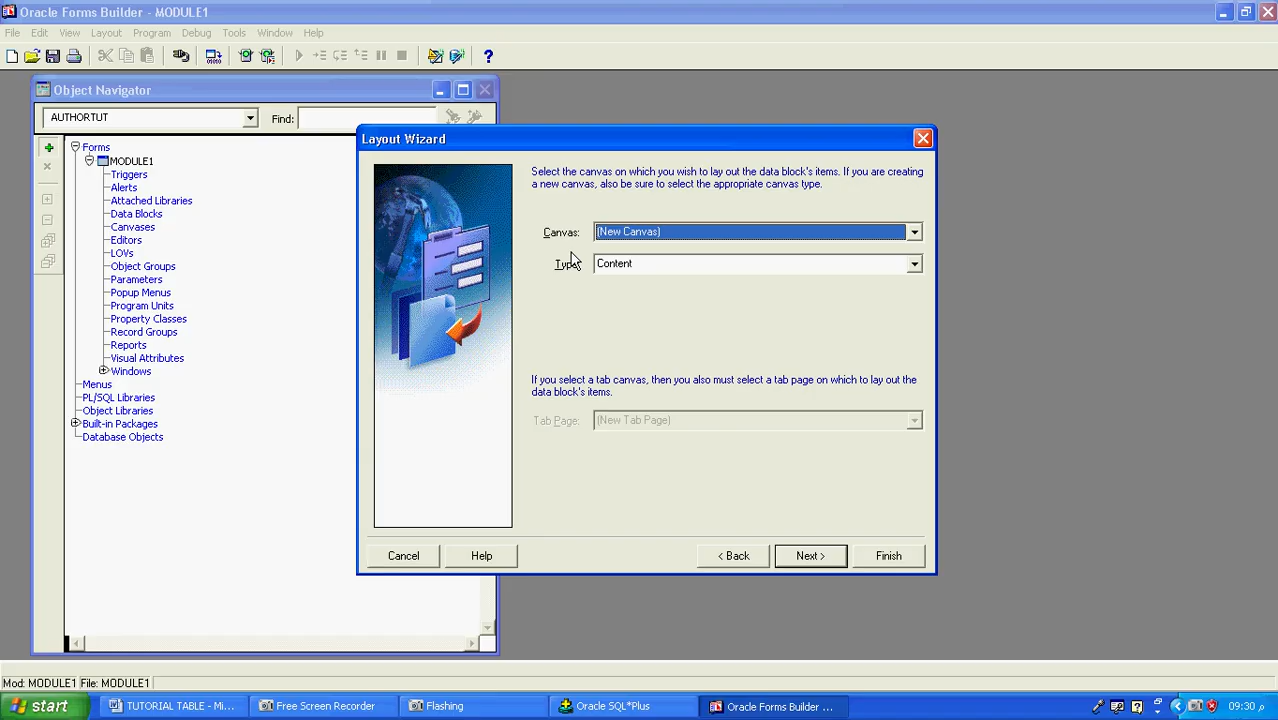 Oracle Forms Builder - MODULE1
File Edit View Layout Program Debug Tools Window Help
Object Navigator
AUTHORTUT
Find:
Forms
MODULE1
Triggers
Alerts
Attached Libraries
Data Blocks
Canvases
Editors
LOVs
Object Groups
Parameters
Popup Menus
Program Units
Property Classes
Record Groups
Reports
Visual Attributes
Windows
Menus
PL/SQL Libraries
Object Libraries
Built-in Packages
Database Objects
Layout Wizard
Select the canvas on which you wish to lay out the data block's items. If you are creating
a new canvas, also be sure to select the appropriate canvas type.
Canvas: (New Canvas)
Type: Content
If you select a tab canvas, then you also must select a tab page on which to lay out the
data block's items.
Tab Page: (New Tab Page)
Cancel Help < Back Next > Finish
Mod: MODULE1 File: MODULE1
start TUTORIAL TABLE - Mi... Free Screen Recorder Flashing Oracle SQL*Plus Oracle Forms Builder ... 09:30 م